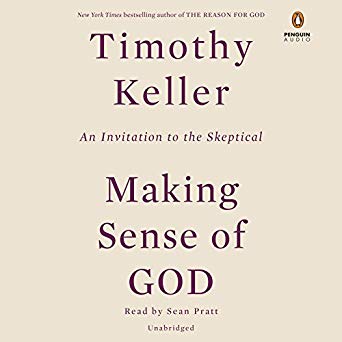 New York Times bestselling author of THE REASON FOR GOD
PENGUIN
AUDIO
Timothy
Keller
An Invitation to the Skeptical
Making
Sense of
GOD
Read by Sean Pratt
Unabridged